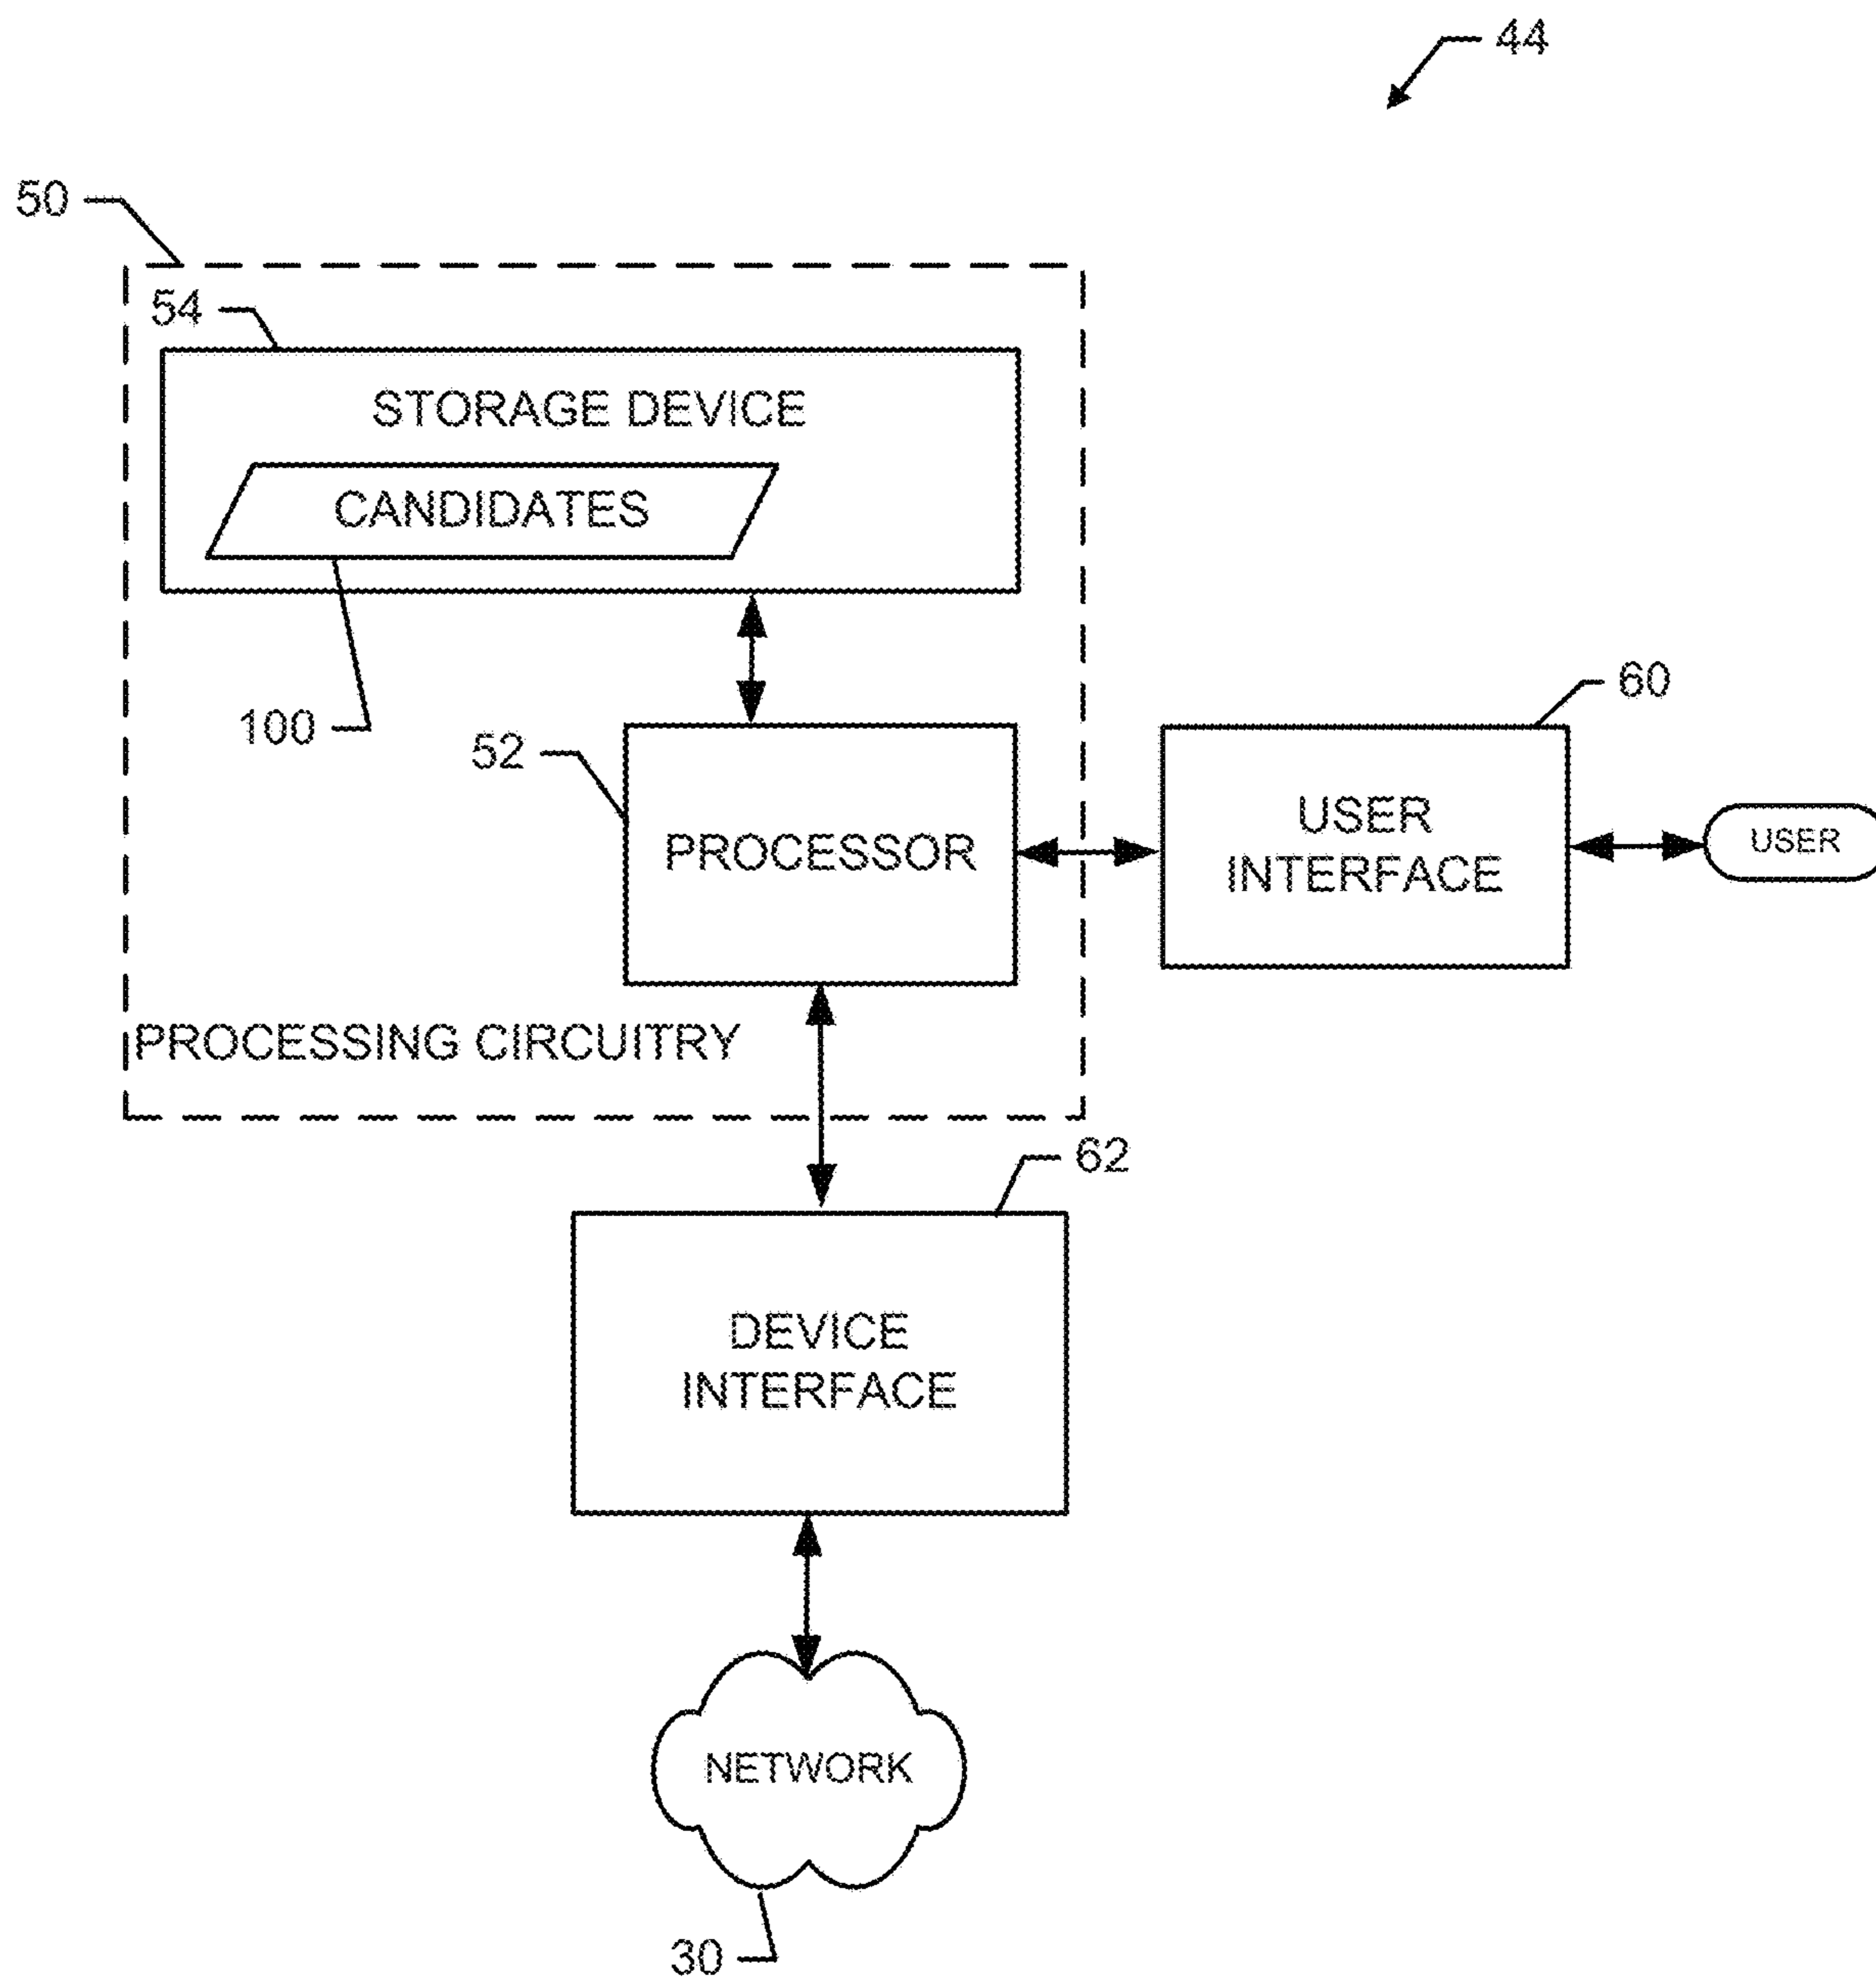 44
50
54
STORAGE DEVICE
CANDIDATES
100
52
PROCESSOR
60
USER
INTERFACE
USER
PROCESSING CIRCUITRY
62
DEVICE
INTERFACE
NETWORK
30